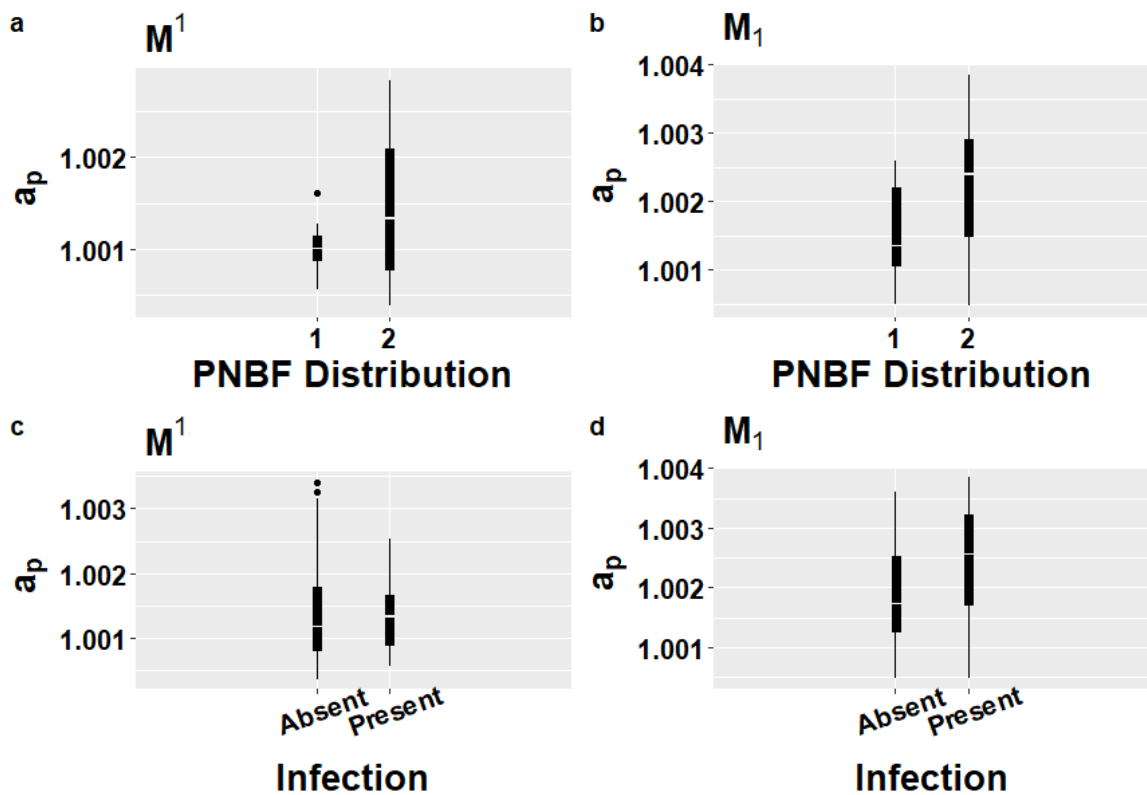 a
M¹
1.002
1.001
aₚ
1 2
PNBF Distribution
b
M₁
1.004
1.003
1.002
1.001
aₚ
1 2
PNBF Distribution
c
M¹
1.003
1.002
1.001
aₚ
Absent Present
Infection
d
M₁
1.004
1.003
1.002
1.001
aₚ
Absent Present
Infection